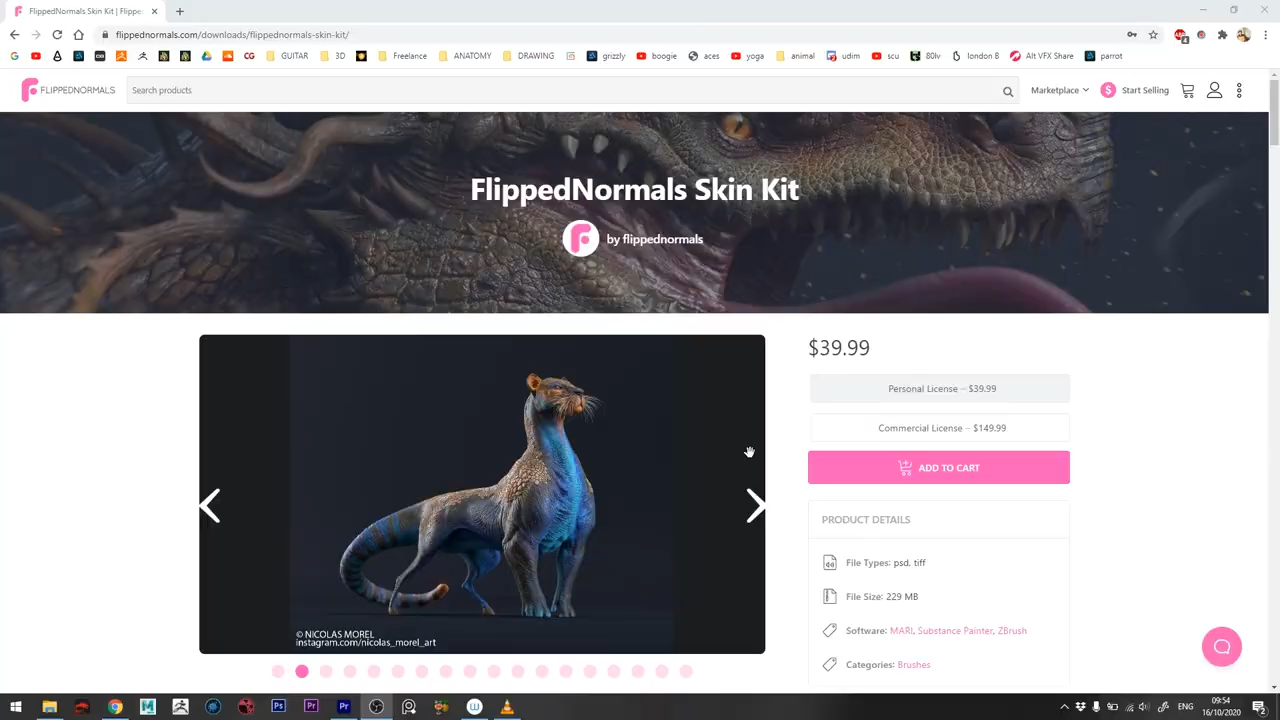 FlippedNormals Skin Kit | Flippe
flippednormals.com/downloads/flippednormals-skin-kit/
GUITAR
3D
Freelance
ANATOMY
DRAWING
grizzly
boogie
aces
yoga
animal
udim
scu
80lv
london 8
Alt VFX Share
parrot
FLIPPEDNORMALS
Search products
Marketplace
Start Selling
FlippedNormals Skin Kit
by flippednormals
$39.99
Personal License – $39.99
Commercial License – $149.99
ADD TO CART
PRODUCT DETAILS
File Types: psd, tiff
File Size: 229 MB
Software: MARI, Substance Painter, ZBrush
Categories: Brushes
© NICOLAS MOREL
instagram.com/nicolas_morel_art
ENG
09:54
16/10/2020